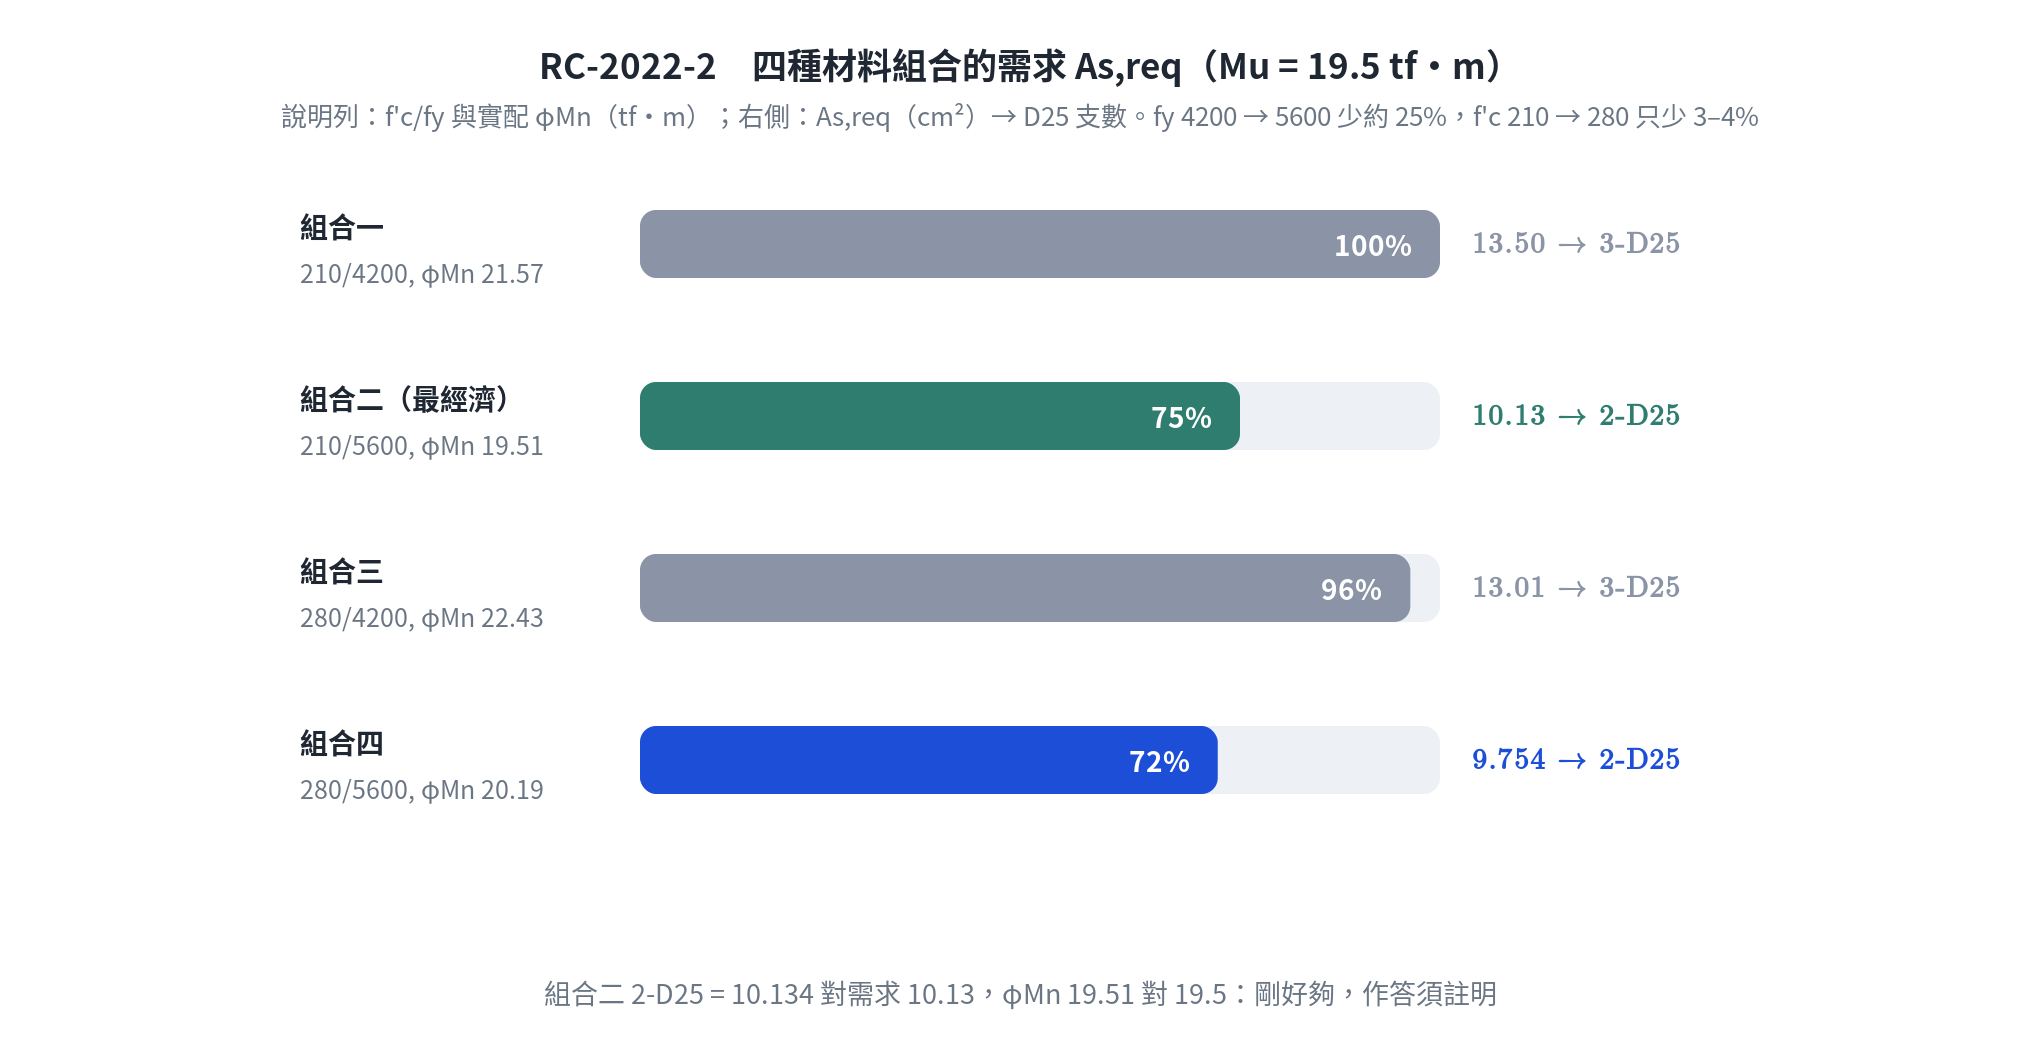 RC-2022-2　四種材料組合的需求 As,req（Mu = 19.5 tf·m）
說明列：f'c/fy 與實配 φMn（tf·m）；右側：As,req（cm²）→ D25 支數。fy 4200 → 5600 少約 25%，f'c 210 → 280 只少 3–4%
組合一
210/4200, φMn 21.57
100%
13.50 → 3-D25
組合二（最經濟）
210/5600, φMn 19.51
75%
10.13 → 2-D25
組合三
280/4200, φMn 22.43
96%
13.01 → 3-D25
組合四
280/5600, φMn 20.19
72%
9.754 → 2-D25
組合二 2-D25 = 10.134 對需求 10.13，φMn 19.51 對 19.5：剛好夠，作答須註明